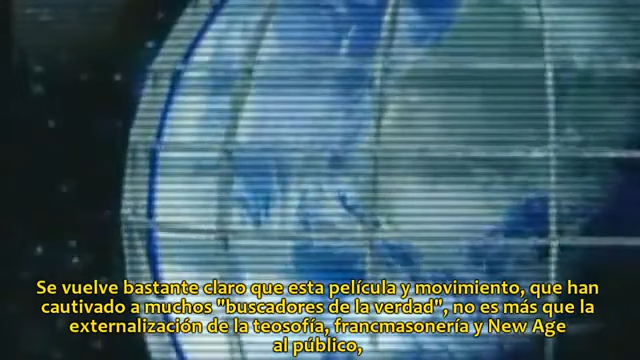 Se vuelve bastante claro que esta película y movimiento, que han
cautivado a muchos "buscadores de la verdad", no es más que la
externalización de la teosofía, francmasonería y New Age
al público,